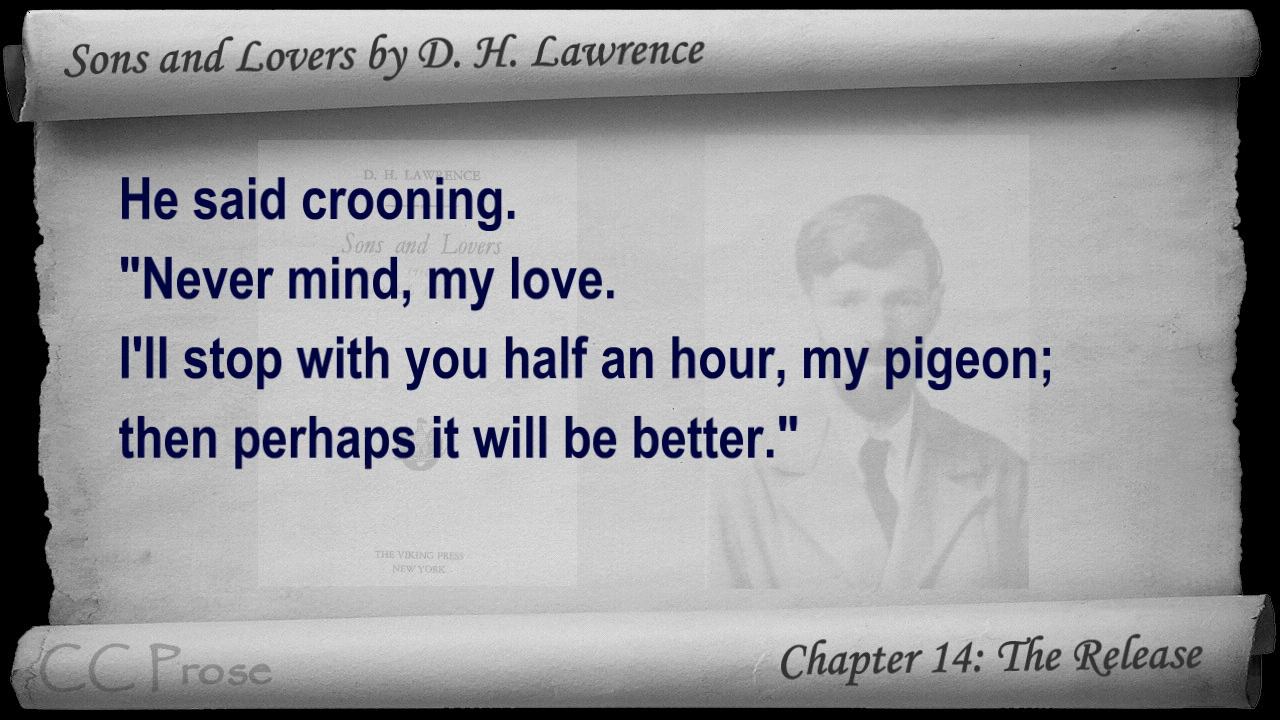 Sons and Lovers by D. H. Lawrence
D. H. LAWRENCE
He said crooning.
Sons and Lovers
"Never mind, my love.
I'll stop with you half an hour, my pigeon;
then perhaps it will be better."
THE VIKING PRESS
NEW YORK
CC Prose
Chapter 14: The Release